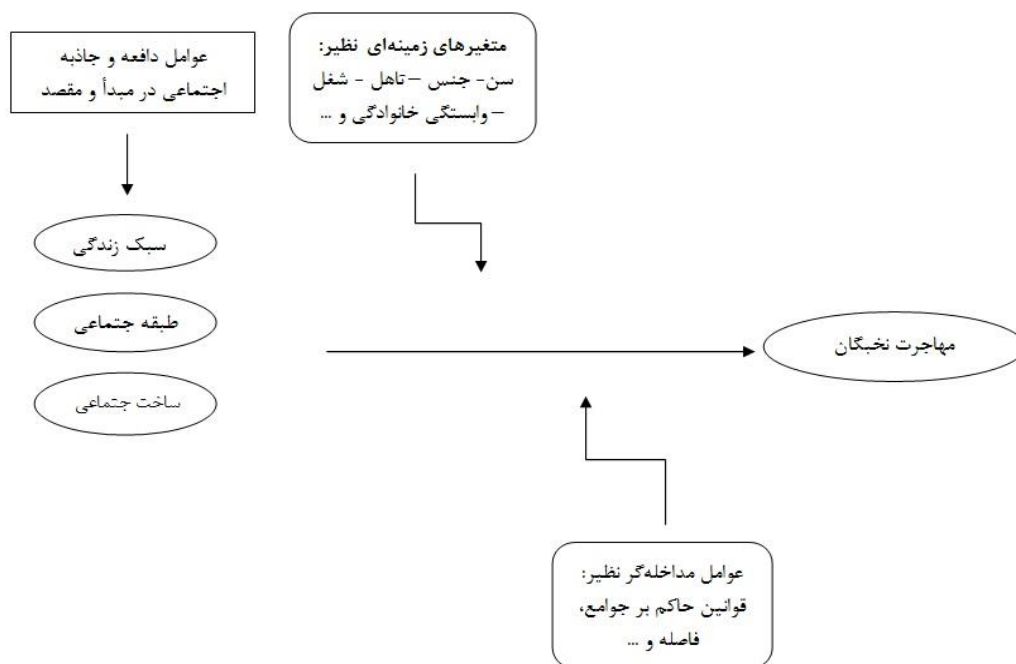 عوامل دافعه و جاذبه
اجتماعی در مبدأ و مقصد
متغیرهای زمینه‌ای نظیر:
سن- جنس – تاهل - شغل
– وابستگی خانوادگی و ...
سبک زندگی
طبقه جتماعی
ساخت جتماعی
مهاجرت نخبگان
عوامل مداخله‌گر نظیر:
قوانین حاکم بر جوامع،
فاصله و ...